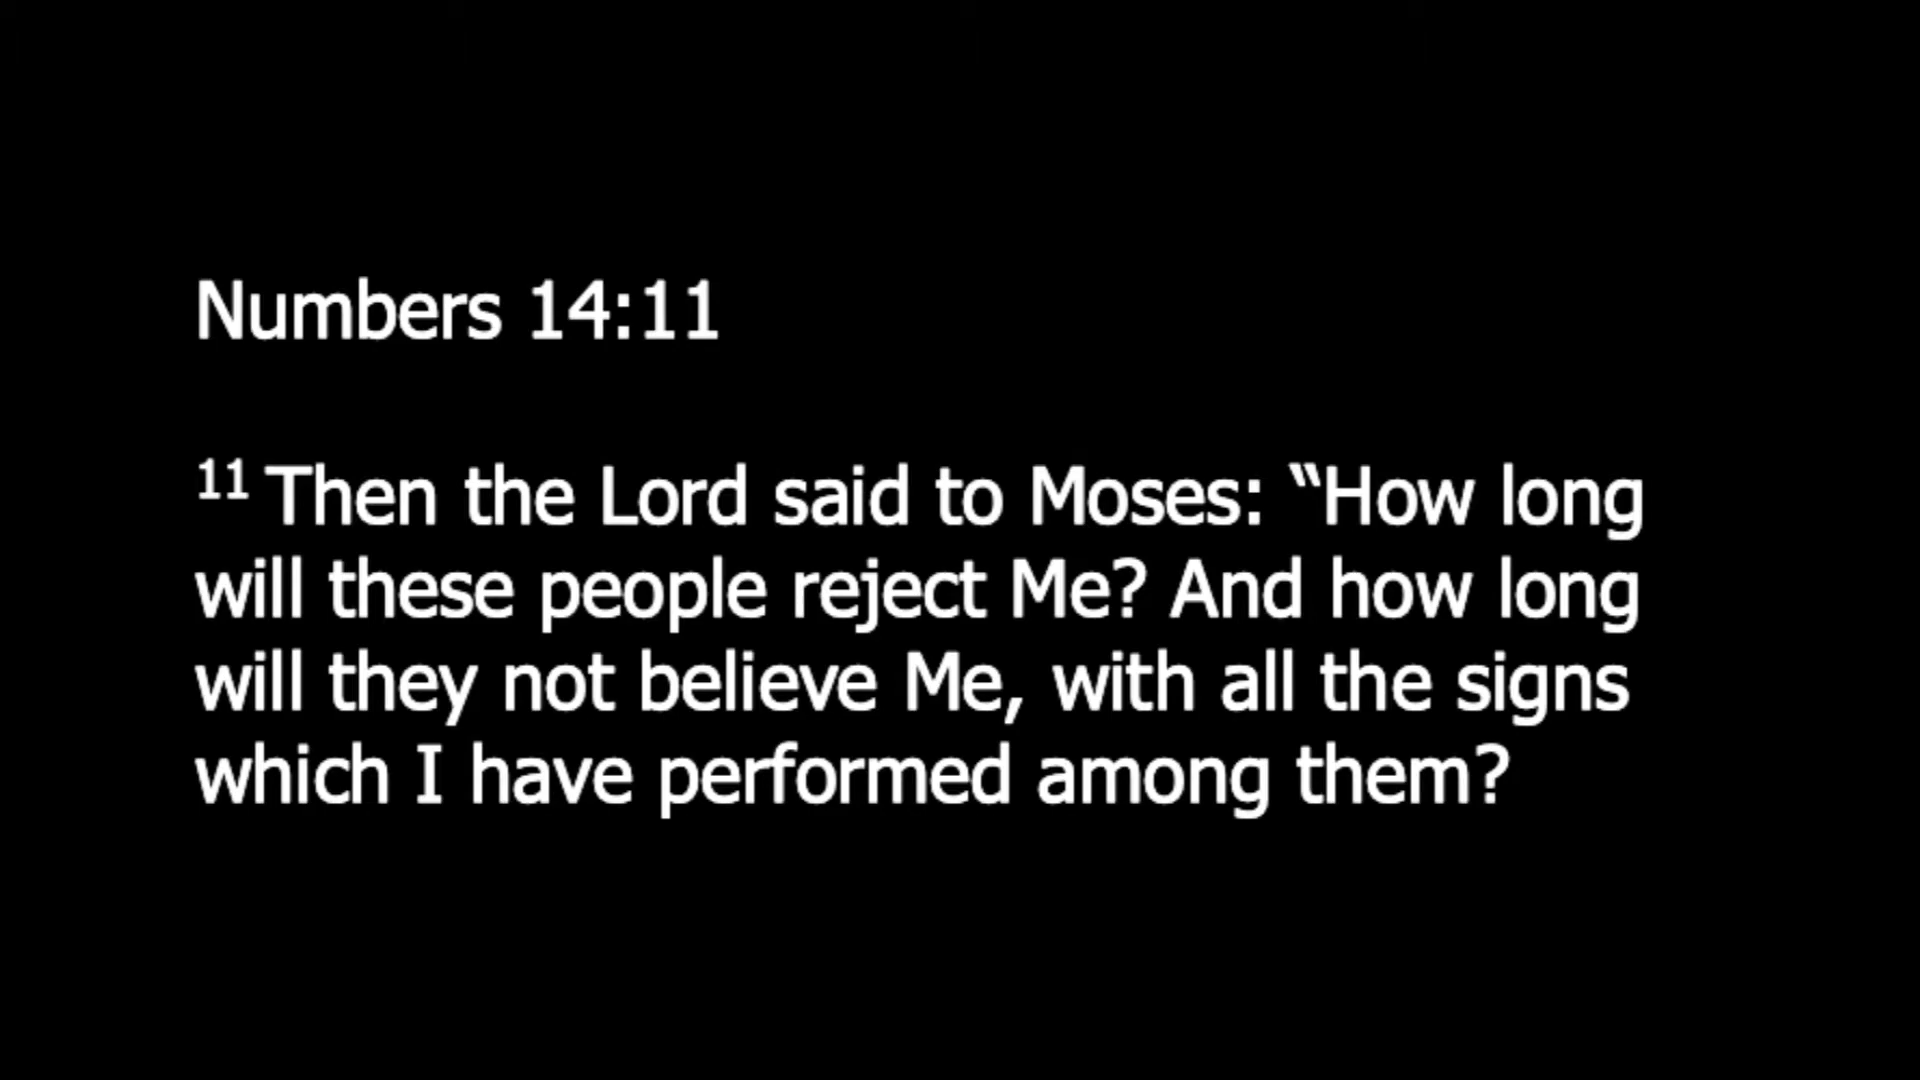 Numbers 14:11
11 Then the Lord said to Moses: “How long
will these people reject Me? And how long
will they not believe Me, with all the signs
which I have performed among them?